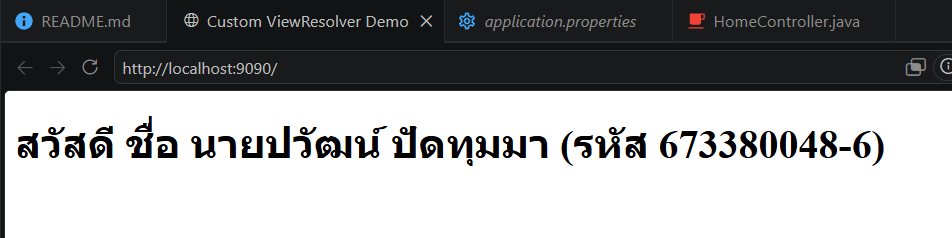 README.md
Custom ViewResolver Demo
application.properties
HomeController.java
http://localhost:9090/
สวัสดี ชื่อ นายปวัฒน์ ปัดทุมมา (รหัส 673380048-6)